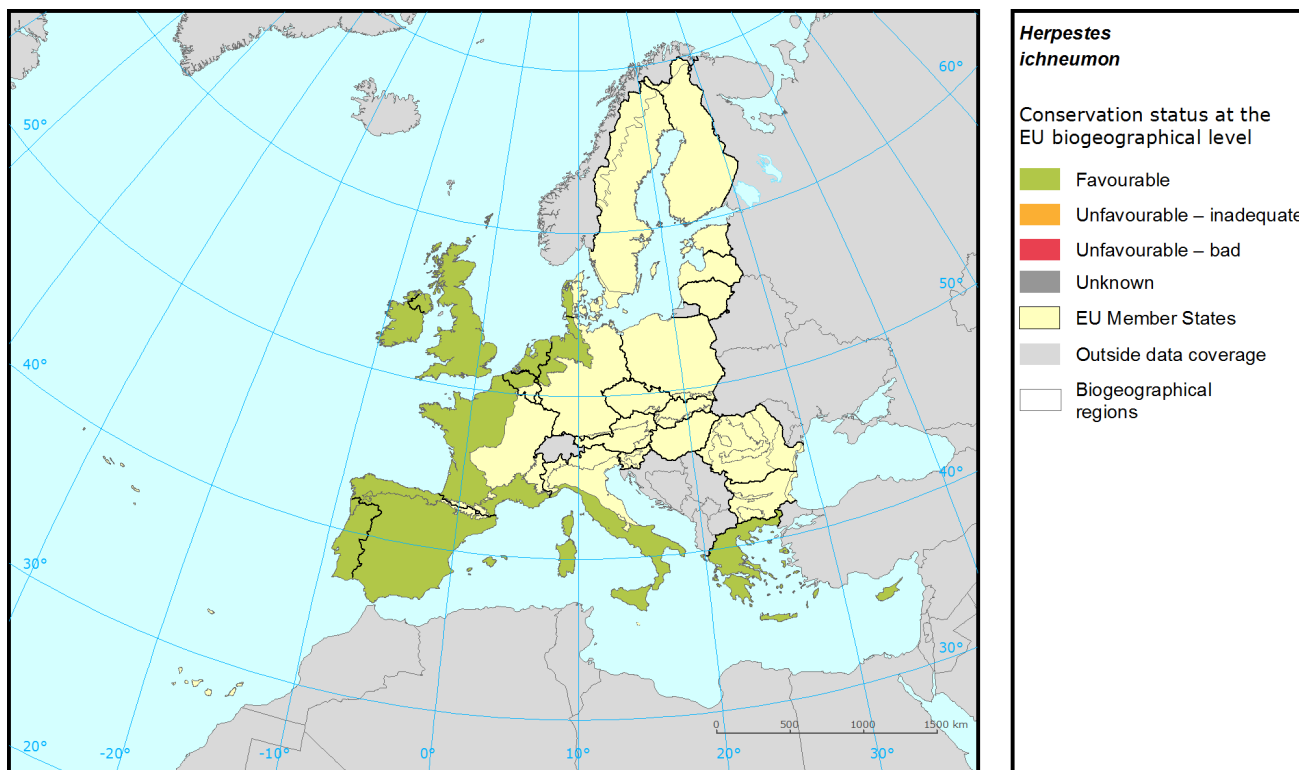 Herpestes
ichneumon
Conservation status at the
EU biogeographical level
Favourable
Unfavourable – inadequate
Unfavourable – bad
Unknown
EU Member States
Outside data coverage
Biogeographical
regions
60°
50°
50°
40°
40°
30°
30°
0 500 1000 1500 km
20° -20° -10° 0° 10° 20° 30°